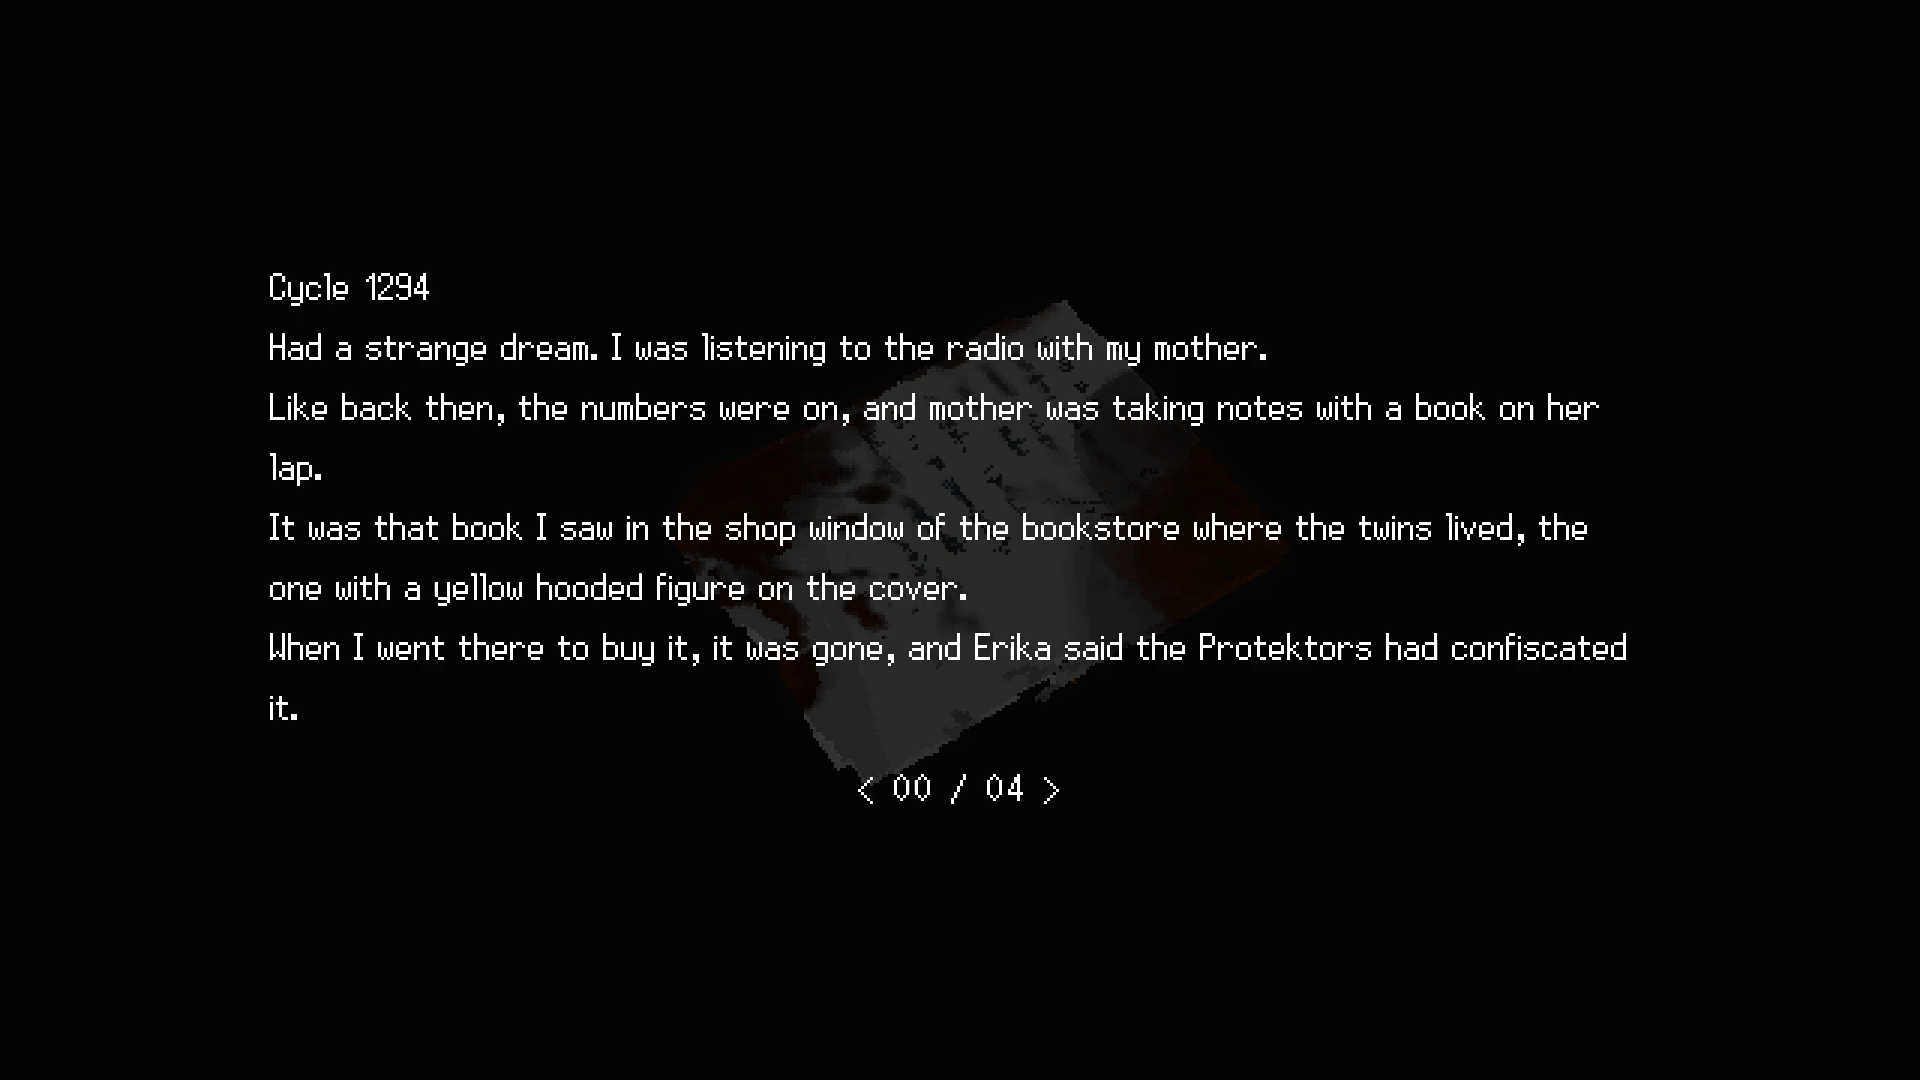 Cycle 1294
Had a strange dream. I was listening to the radio with my mother.
Like back then, the numbers were on, and mother was taking notes with a book on her
lap.
It was that book I saw in the shop window of the bookstore where the twins lived, the
one with a yellow hooded figure on the cover.
When I went there to buy it, it was gone, and Erika said the Protektors had confiscated
it.
< 00 / 04 >